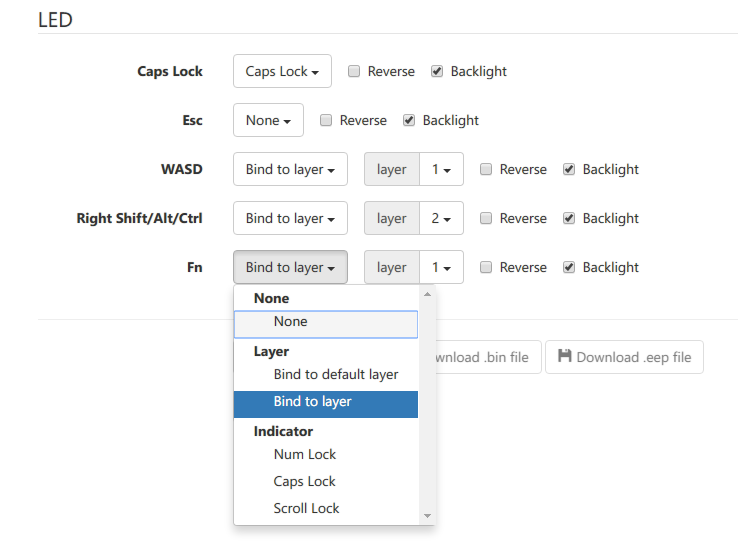 LED
Caps Lock Caps Lock Reverse Backlight
Esc None Reverse Backlight
WASD Bind to layer layer 1 Reverse Backlight
Right Shift/Alt/Ctrl Bind to layer layer 2 Reverse Backlight
Fn Bind to layer layer 1 Reverse Backlight
None
None
Layer
wnload .bin file Download .eep file
Bind to default layer
Bind to layer
Indicator
Num Lock
Caps Lock
Scroll Lock